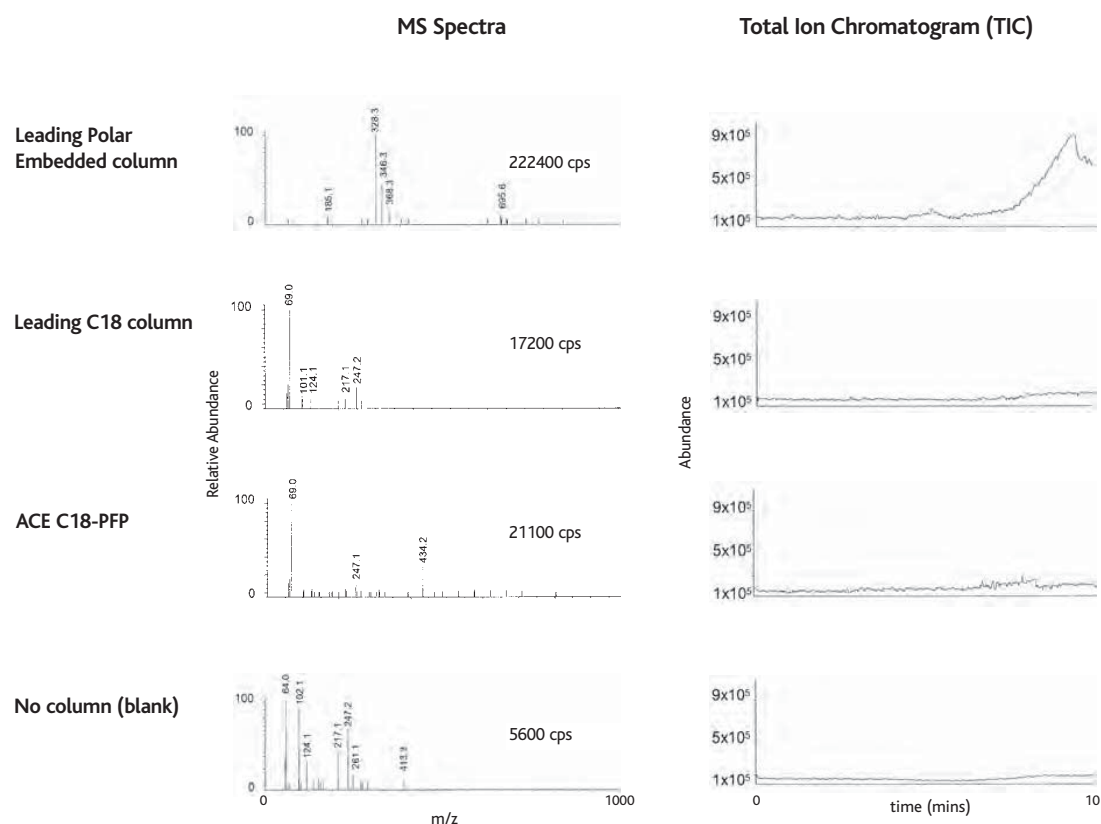 MS Spectra
Total Ion Chromatogram (TIC)
Leading Polar
Embedded column
100
0
185.1
328.3
346.3
368.3
695.6
222400 cps
9x10⁵
5x10⁵
1x10⁵
Leading C18 column
100
0
69.0
101.1
124.1
217.1
247.2
17200 cps
9x10⁵
5x10⁵
1x10⁵
Relative Abundance
Abundance
ACE C18-PFP
100
0
69.0
247.1
434.2
21100 cps
9x10⁵
5x10⁵
1x10⁵
No column (blank)
100
0
64.0
102.1
124.1
217.1
247.2
261.1
5600 cps
9x10⁵
5x10⁵
1x10⁵
0
1000
m/z
0
10
time (mins)